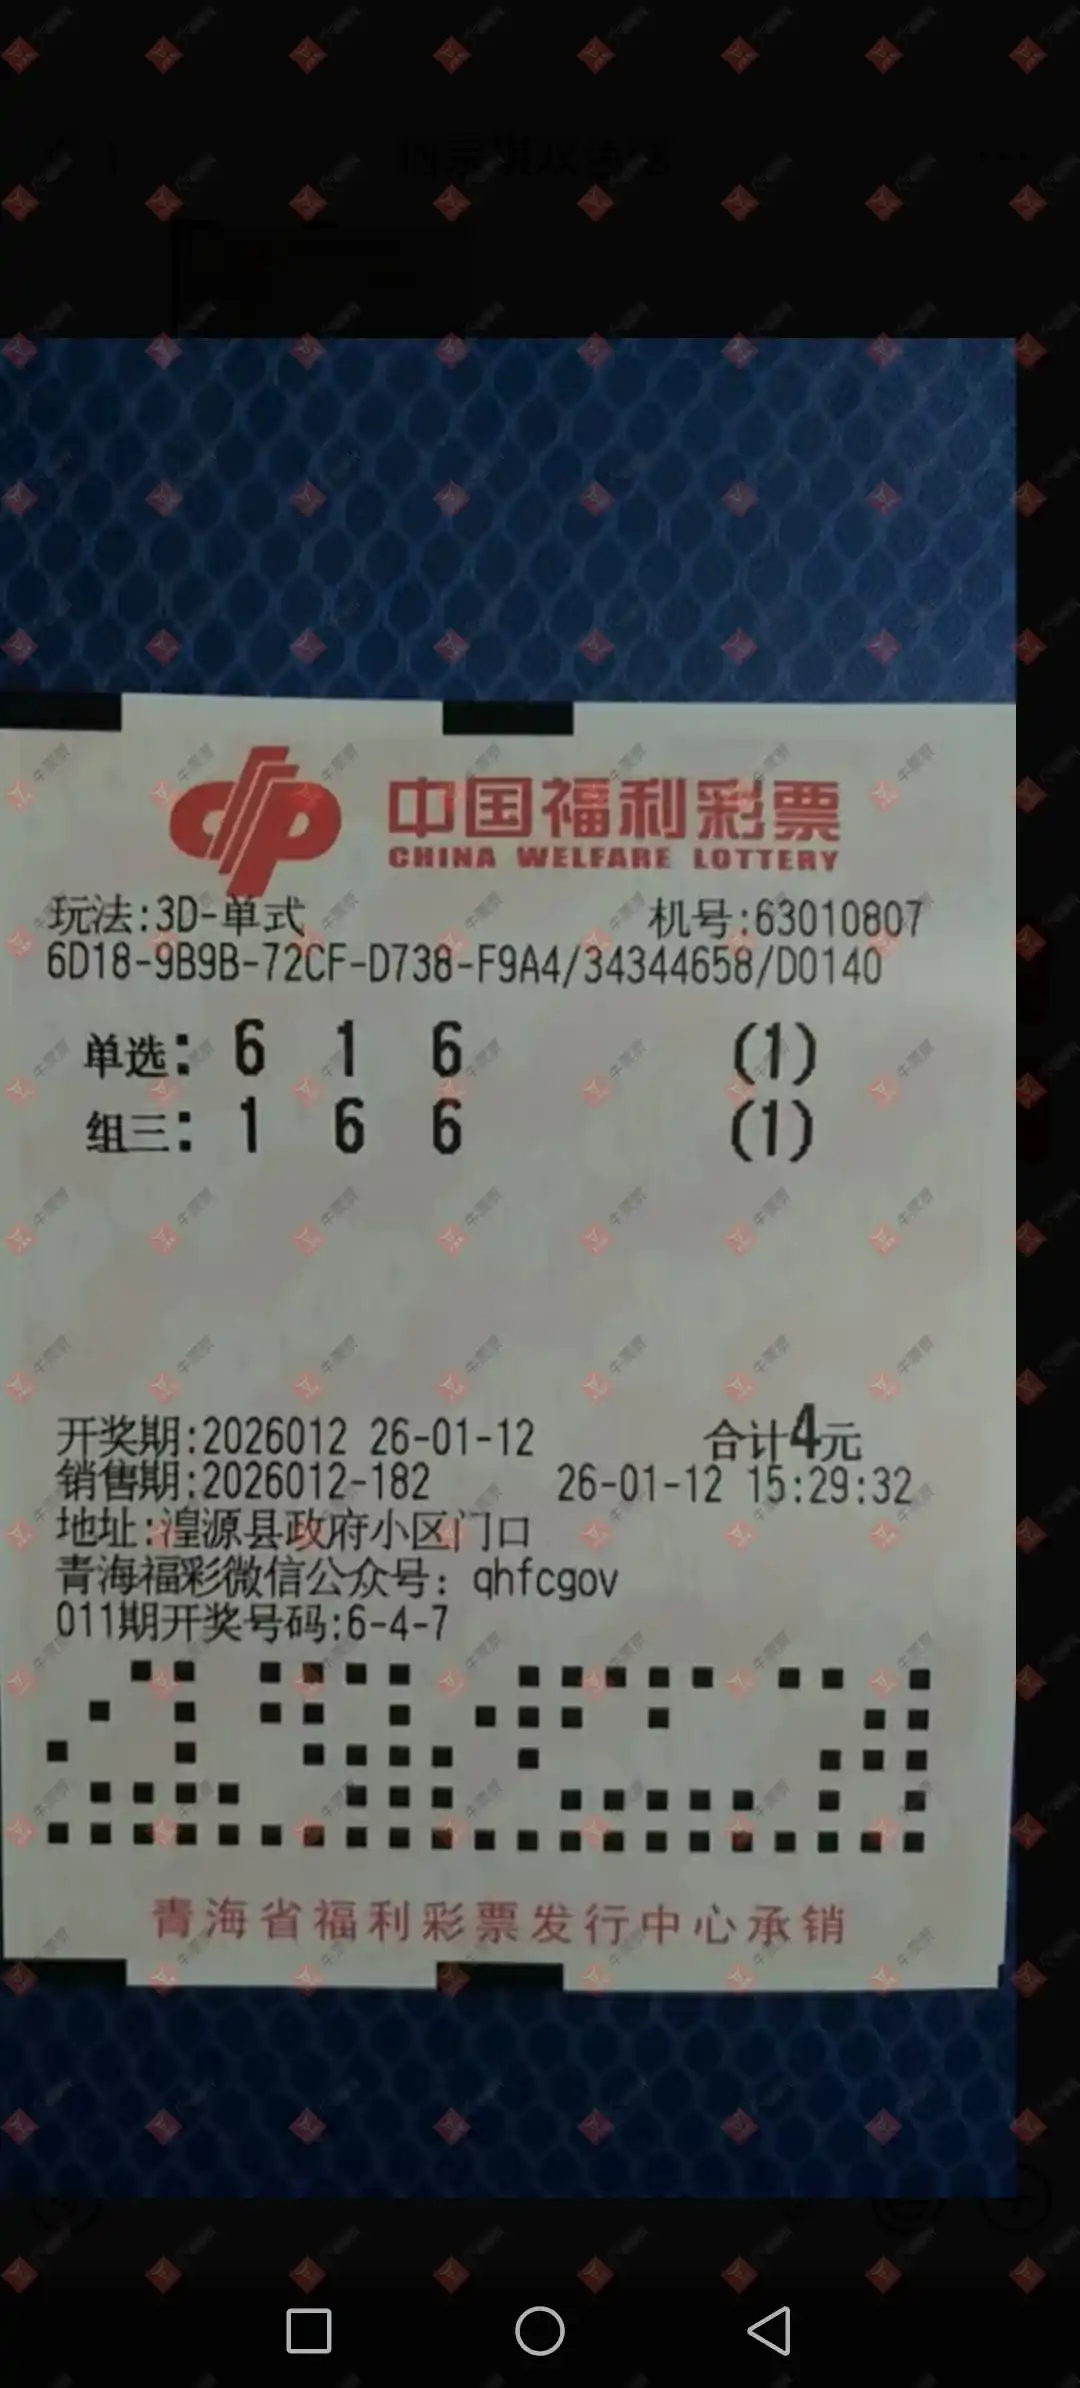 中国福利彩票
CHINA WELFARE LOTTERY
玩法:3D-单式 机号:63010807
6D18-9B9B-72CF-D738-F9A4/34344658/D0140
单选: 6 1 6 (1)
组三: 1 6 6 (1)
开奖期:2026012 26-01-12 合计4元
销售期:2026012-182 26-01-12 15:29:32
地址:湟源县政府小区门口
青海福彩微信公众号: qhfcgov
011期开奖号码:6-4-7
青海省福利彩票发行中心承销